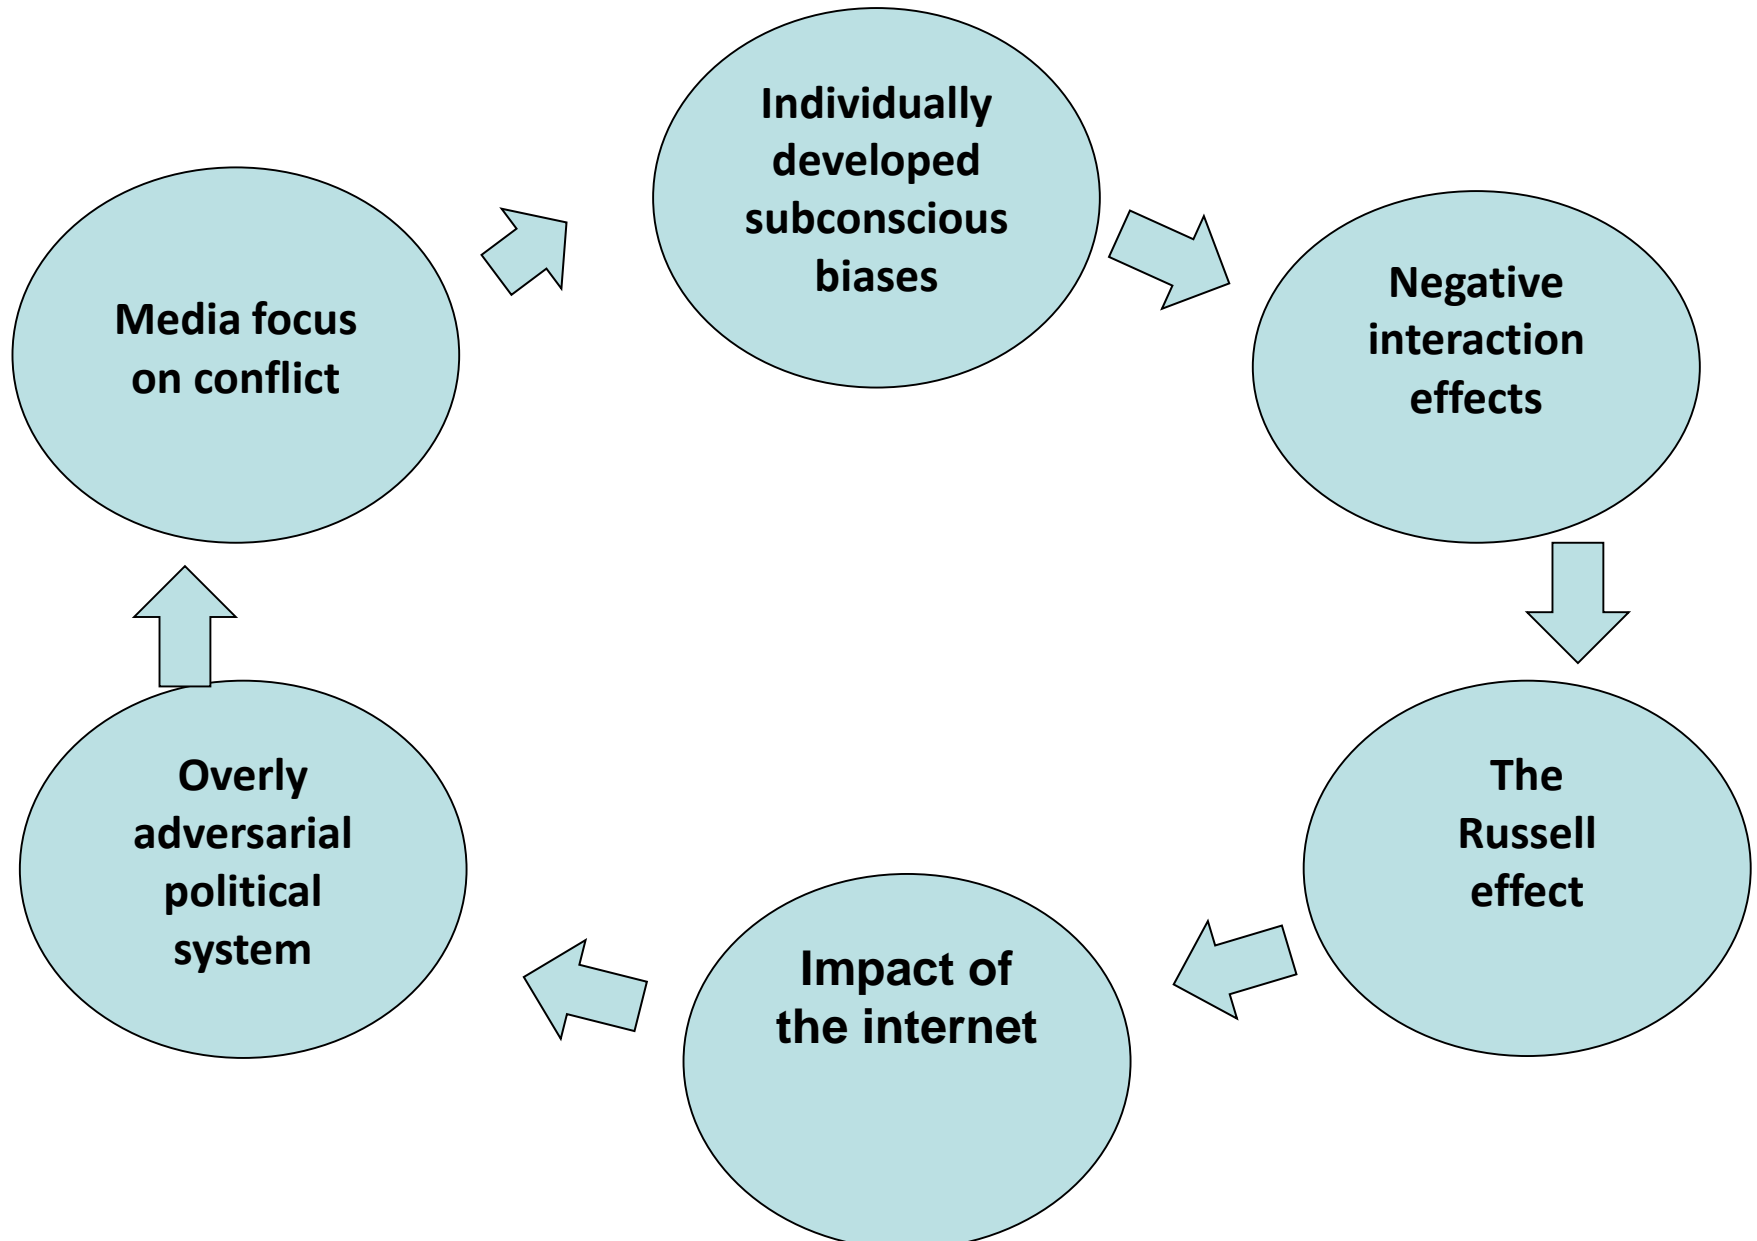 Individually
developed
subconscious
biases
Negative
interaction
effects
The
Russell
effect
Impact of
the internet
Overly
adversarial
political
system
Media focus
on conflict